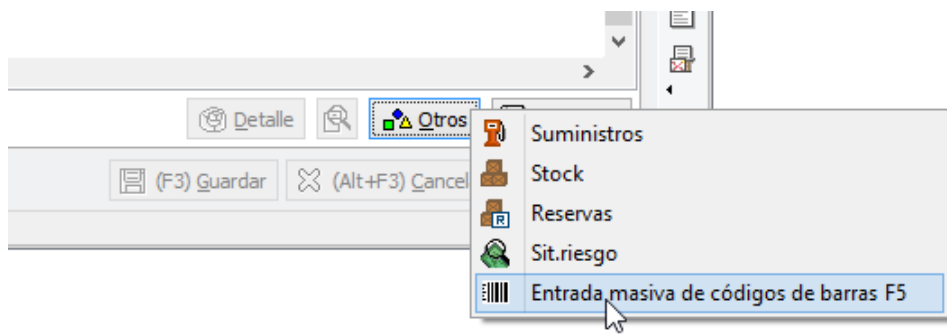 Detalle
Otros
Suministros
Stock
(F3) Guardar
(Alt+F3) Cancel
Reservas
R
Sit.riesgo
Entrada masiva de códigos de barras F5